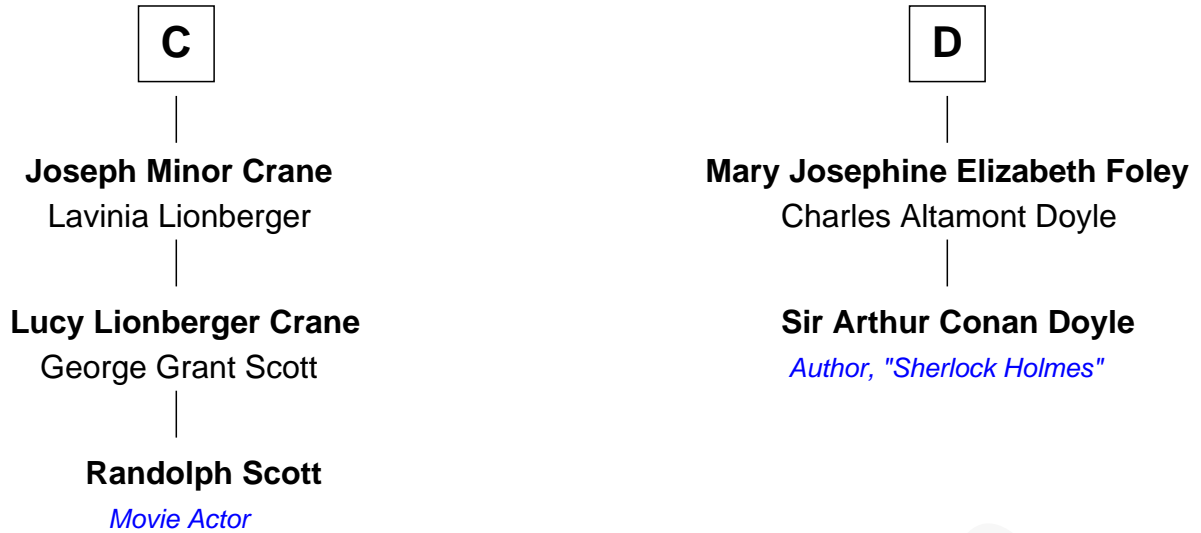 C
Joseph Minor Crane
Lavinia Lionberger
Lucy Lionberger Crane
George Grant Scott
Randolph Scott
Movie Actor
D
Mary Josephine Elizabeth Foley
Charles Altamont Doyle
Sir Arthur Conan Doyle
Author, "Sherlock Holmes"